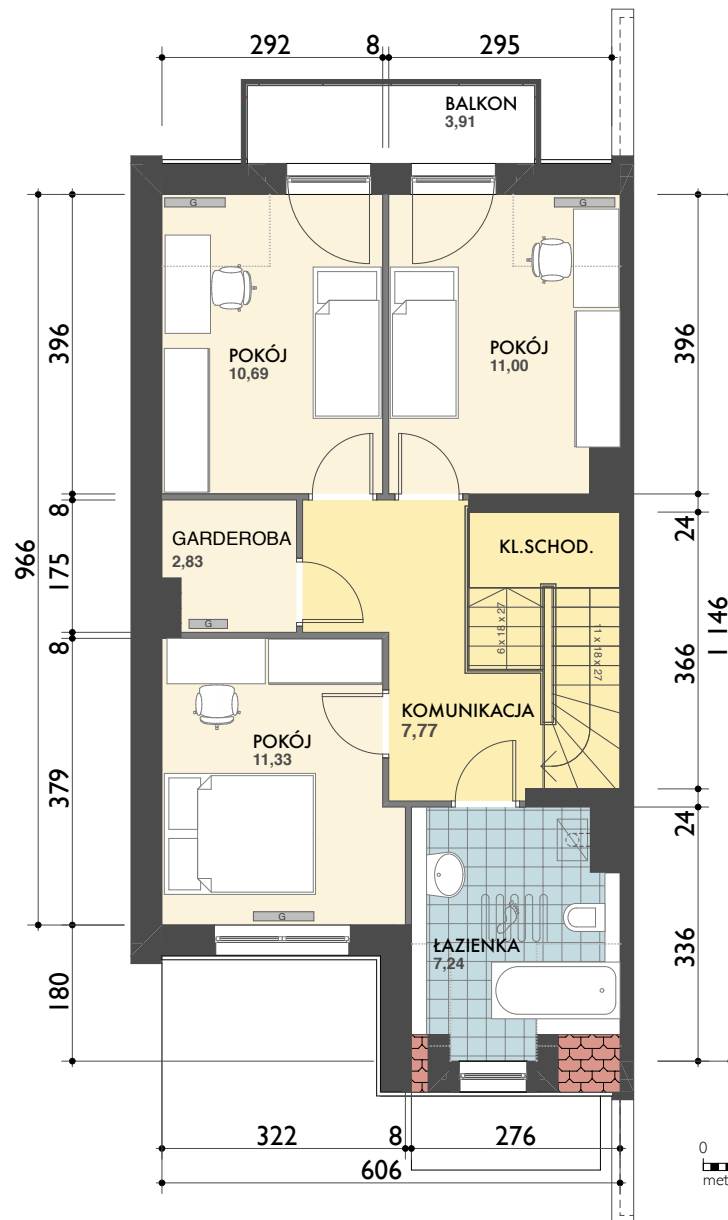 292
8
295
BALKON
3,91
G
G
396
POKÓJ
10,69
POKÓJ
11,00
396
8
24
GARDEROBA
2,83
KL.SCHOD.
966
175
G
6 x 18 x 27
11 x 18 x 27
1 146
8
366
KOMUNIKACJA
7,77
POKÓJ
11,33
379
24
G
ŁAZIENKA
7,24
336
180
322
8
276
606
0
met